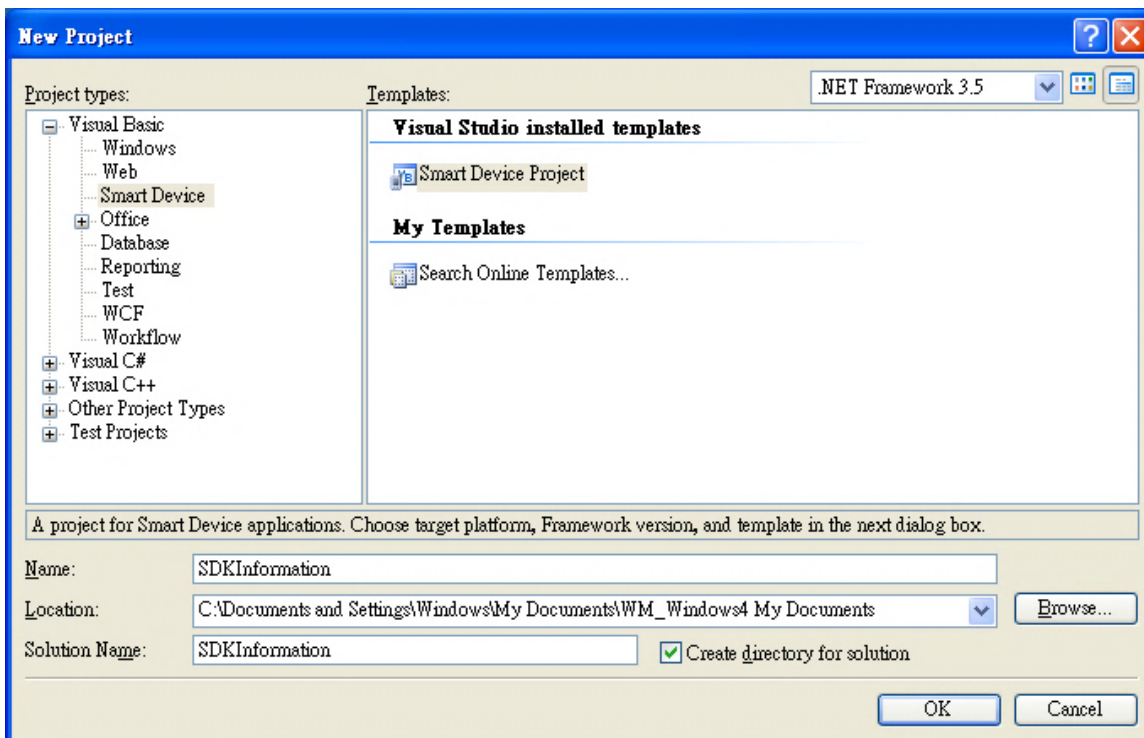 New Project
Project types:
Templates:
.NET Framework 3.5
Visual Basic
Windows
Web
Smart Device
Office
Database
Reporting
Test
WCF
Workflow
Visual C#
Visual C++
Other Project Types
Test Projects
Visual Studio installed templates
Smart Device Project
My Templates
Search Online Templates...
A project for Smart Device applications. Choose target platform, Framework version, and template in the next dialog box.
Name:
SDKInformation
Location:
C:\Documents and Settings\Windows\My Documents\WM_Windows4 My Documents
Browse...
Solution Name:
SDKInformation
Create directory for solution
OK
Cancel